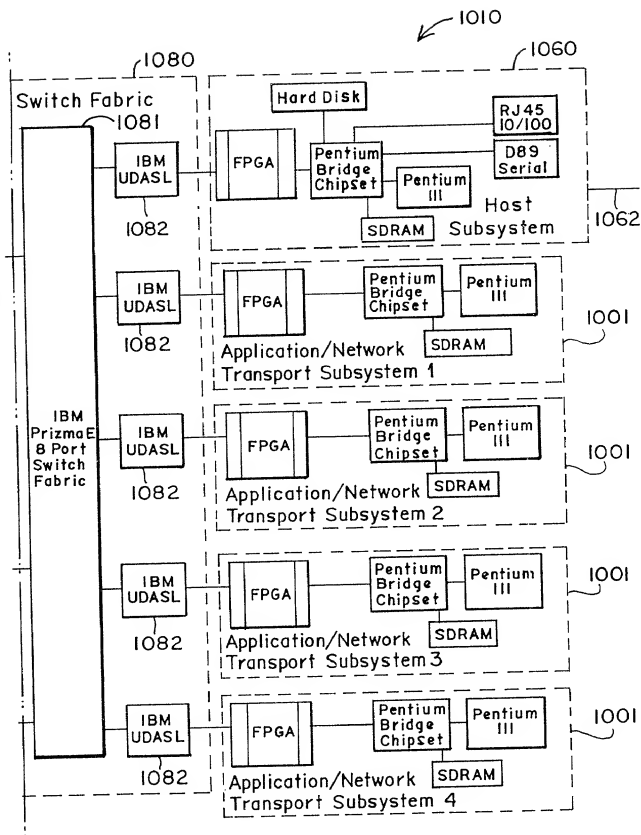 1010
1080
1060
Switch Fabric
1081
Hard Disk
RJ45
10/100
IBM
UDASL
FPGA
Pentium
Bridge
Chipset
D89
Serial
Pentium
III
1082
Host
Subsystem
1062
SDRAM
IBM
UDASL
FPGA
Pentium
Bridge
Chipset
Pentium
III
1001
1082
SDRAM
Application/Network
Transport Subsystem 1
IBM
PrizmaE
8 Port
Switch
Fabric
IBM
UDASL
FPGA
Pentium
Bridge
Chipset
Pentium
III
1001
1082
SDRAM
Application/Network
Transport Subsystem 2
IBM
UDASL
FPGA
Pentium
Bridge
Chipset
Pentium
III
1001
1082
SDRAM
Application/Network
Transport Subsystem 3
IBM
UDASL
FPGA
Pentium
Bridge
Chipset
Pentium
III
1001
1082
SDRAM
Application/Network
Transport Subsystem 4